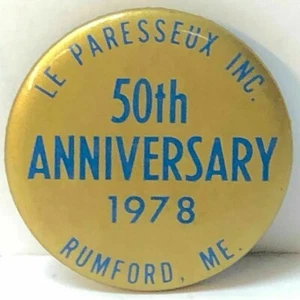 LE PARESSEUX INC.
50th
ANNIVERSARY
1978
RUMFORD, ME.